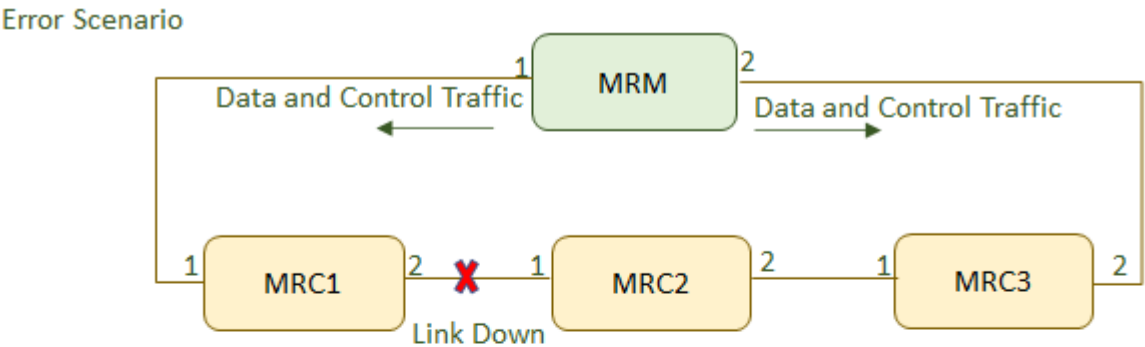 Error Scenario
1 MRM 2
Data and Control Traffic
Data and Control Traffic
1 MRC1 2 1 MRC2 2 1 MRC3 2
Link Down